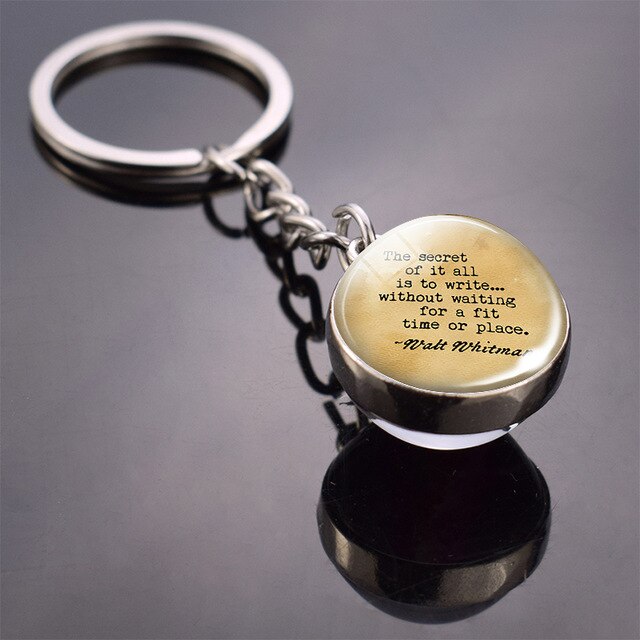 The secret
of it all
is to write...
without waiting
for a fit
time or place.
~Walt Whitman